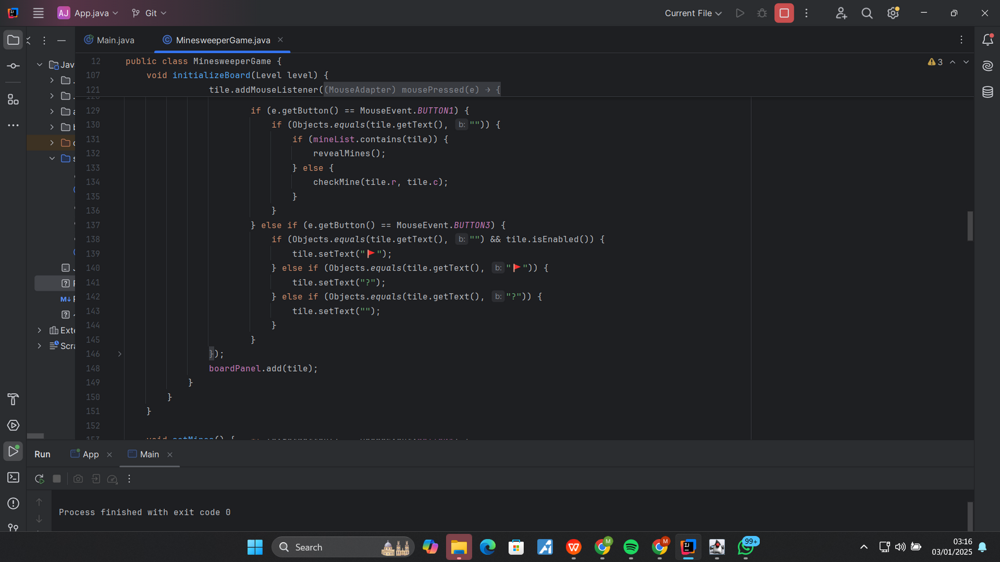 AJ App.java Git Current File
Main.java MinesweeperGame.java
12 public class MinesweeperGame { 3
107 void initializeBoard(Level level) {
121 tile.addMouseListener((MouseAdapter) mousePressed(e) → {
129 if (e.getButton() == MouseEvent.BUTTON1) {
130 if (Objects.equals(tile.getText(), b: "")) {
131 if (mineList.contains(tile)) {
132 revealMines();
133 } else {
134 checkMine(tile.r, tile.c);
135 }
136 }
137 } else if (e.getButton() == MouseEvent.BUTTON3) {
138 if (Objects.equals(tile.getText(), b: "") && tile.isEnabled()) {
139 tile.setText("🚩");
140 } else if (Objects.equals(tile.getText(), b: "🚩")) {
141 tile.setText("?");
142 } else if (Objects.equals(tile.getText(), b: "?")) {
143 tile.setText("");
144 }
145 }
146 });
148 boardPanel.add(tile);
149 }
150 }
151 }
152
Jav
Exte
Scra
Run App Main
Process finished with exit code 0
Search
99+
03:16
03/01/2025